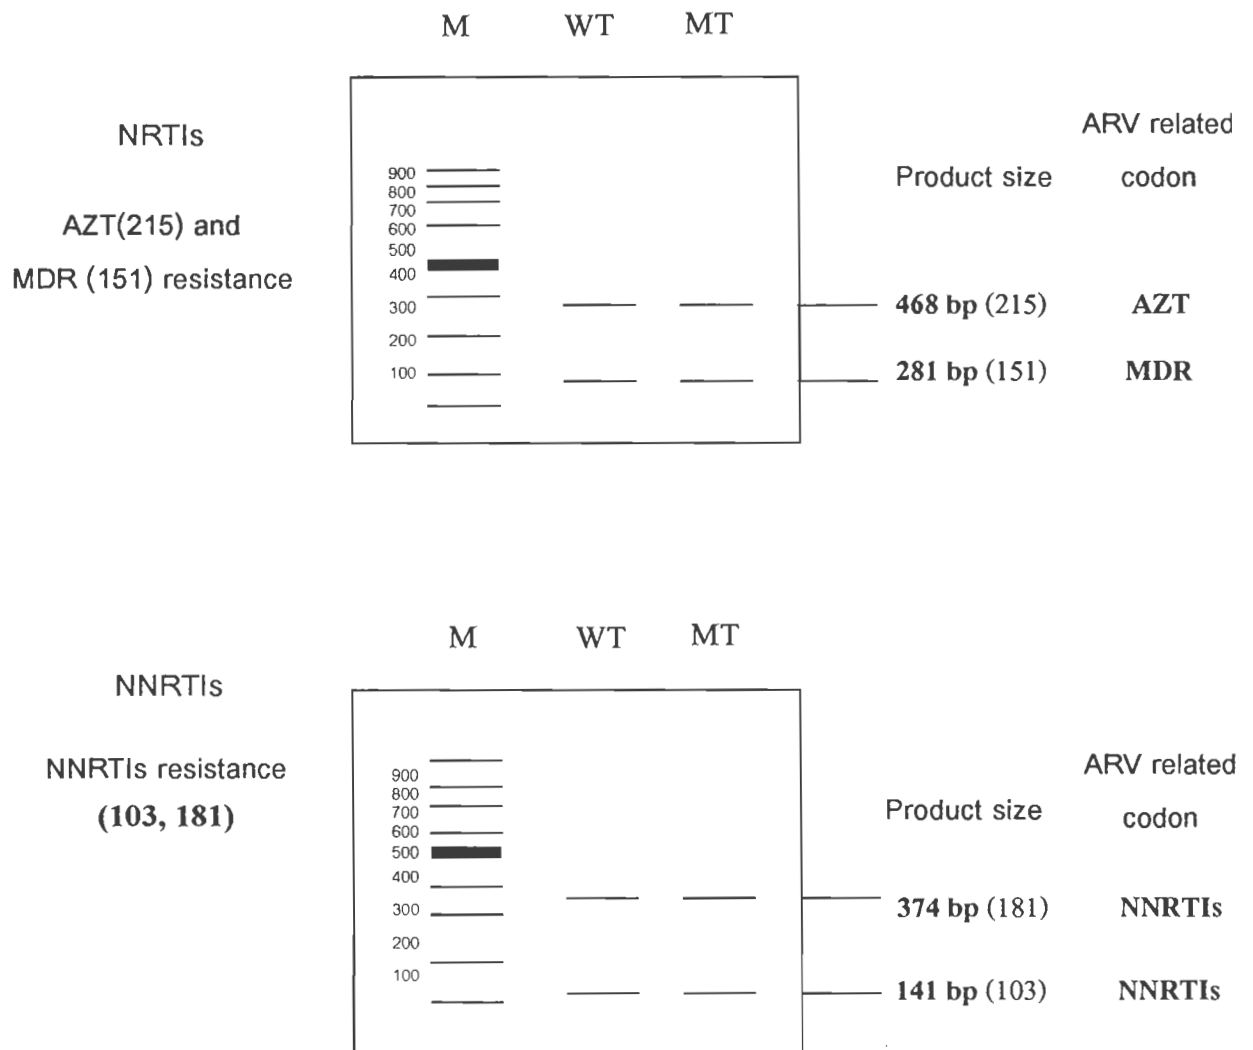 M WT MT
NRTIs
AZT(215) and
MDR (151) resistance
900
800
700
600
500
400
300
200
100
ARV related
Product size codon
468 bp (215) AZT
281 bp (151) MDR
M WT MT
NNRTIs
NNRTIs resistance
(103, 181)
900
800
700
600
500
400
300
200
100
ARV related
Product size codon
374 bp (181) NNRTIs
141 bp (103) NNRTIs